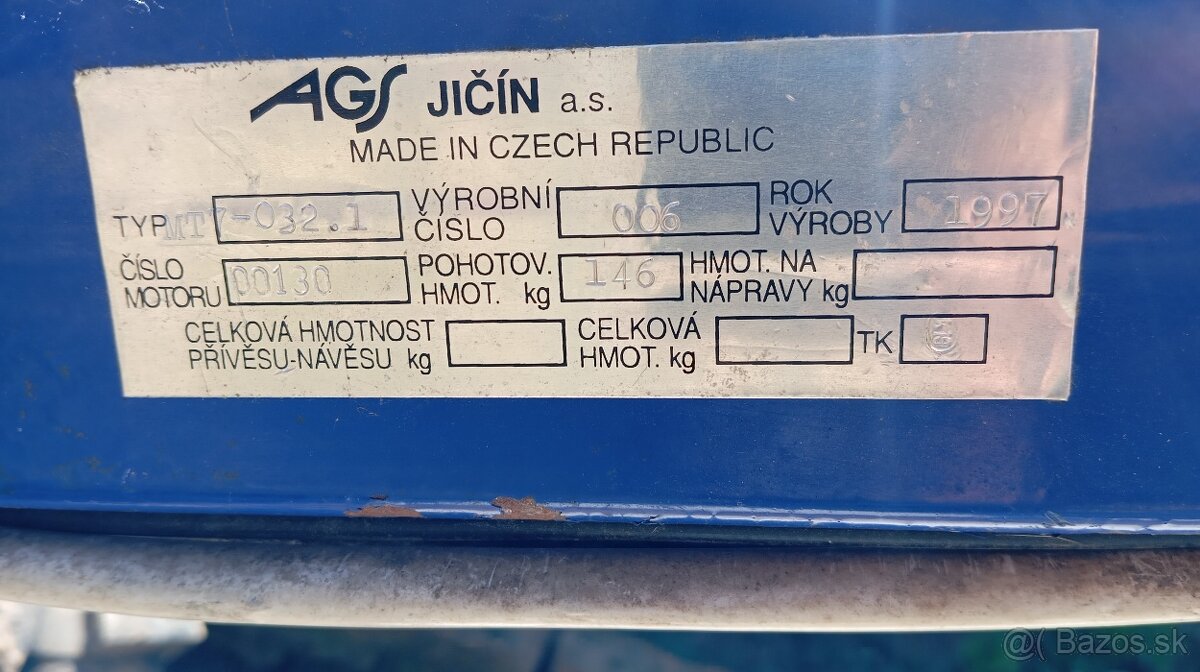 AGS JIČÍN a.s.
MADE IN CZECH REPUBLIC
TYP MT7-032.1 VÝROBNÍ ČÍSLO 006 ROK VÝROBY 1997
ČÍSLO MOTORU 00130 POHOTOV. HMOT. kg 146 HMOT. NA NÁPRAVY kg
CELKOVÁ HMOTNOST PŘÍVĚSU-NÁVĚSU kg CELKOVÁ HMOT. kg TK
@( Bazos.sk